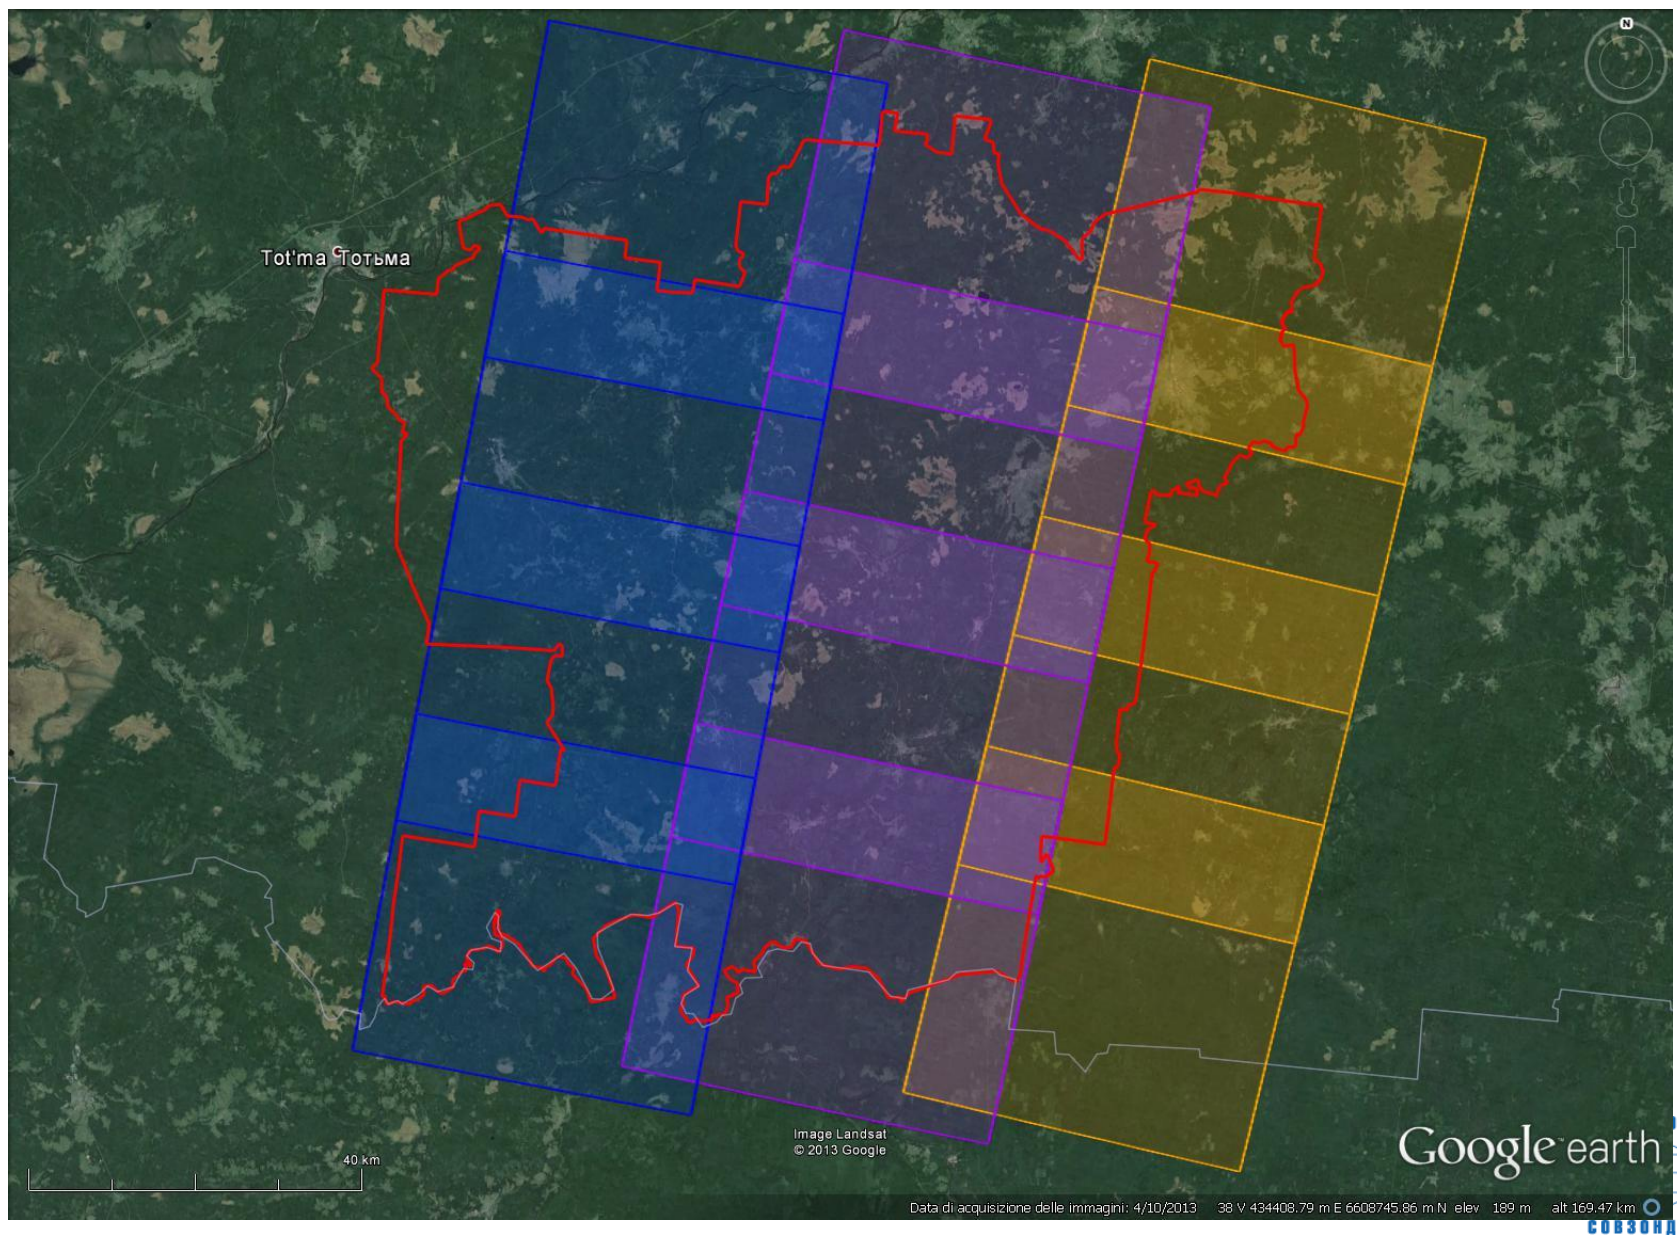 N
Tot'ma Тотьма
Image Landsat
© 2013 Google
Google earth
40 km
Data di acquisizione delle immagini: 4/10/2013 38 V 434408.79 m E 6608745.86 m N elev 189 m alt 169.47 km
СОВЗОНД